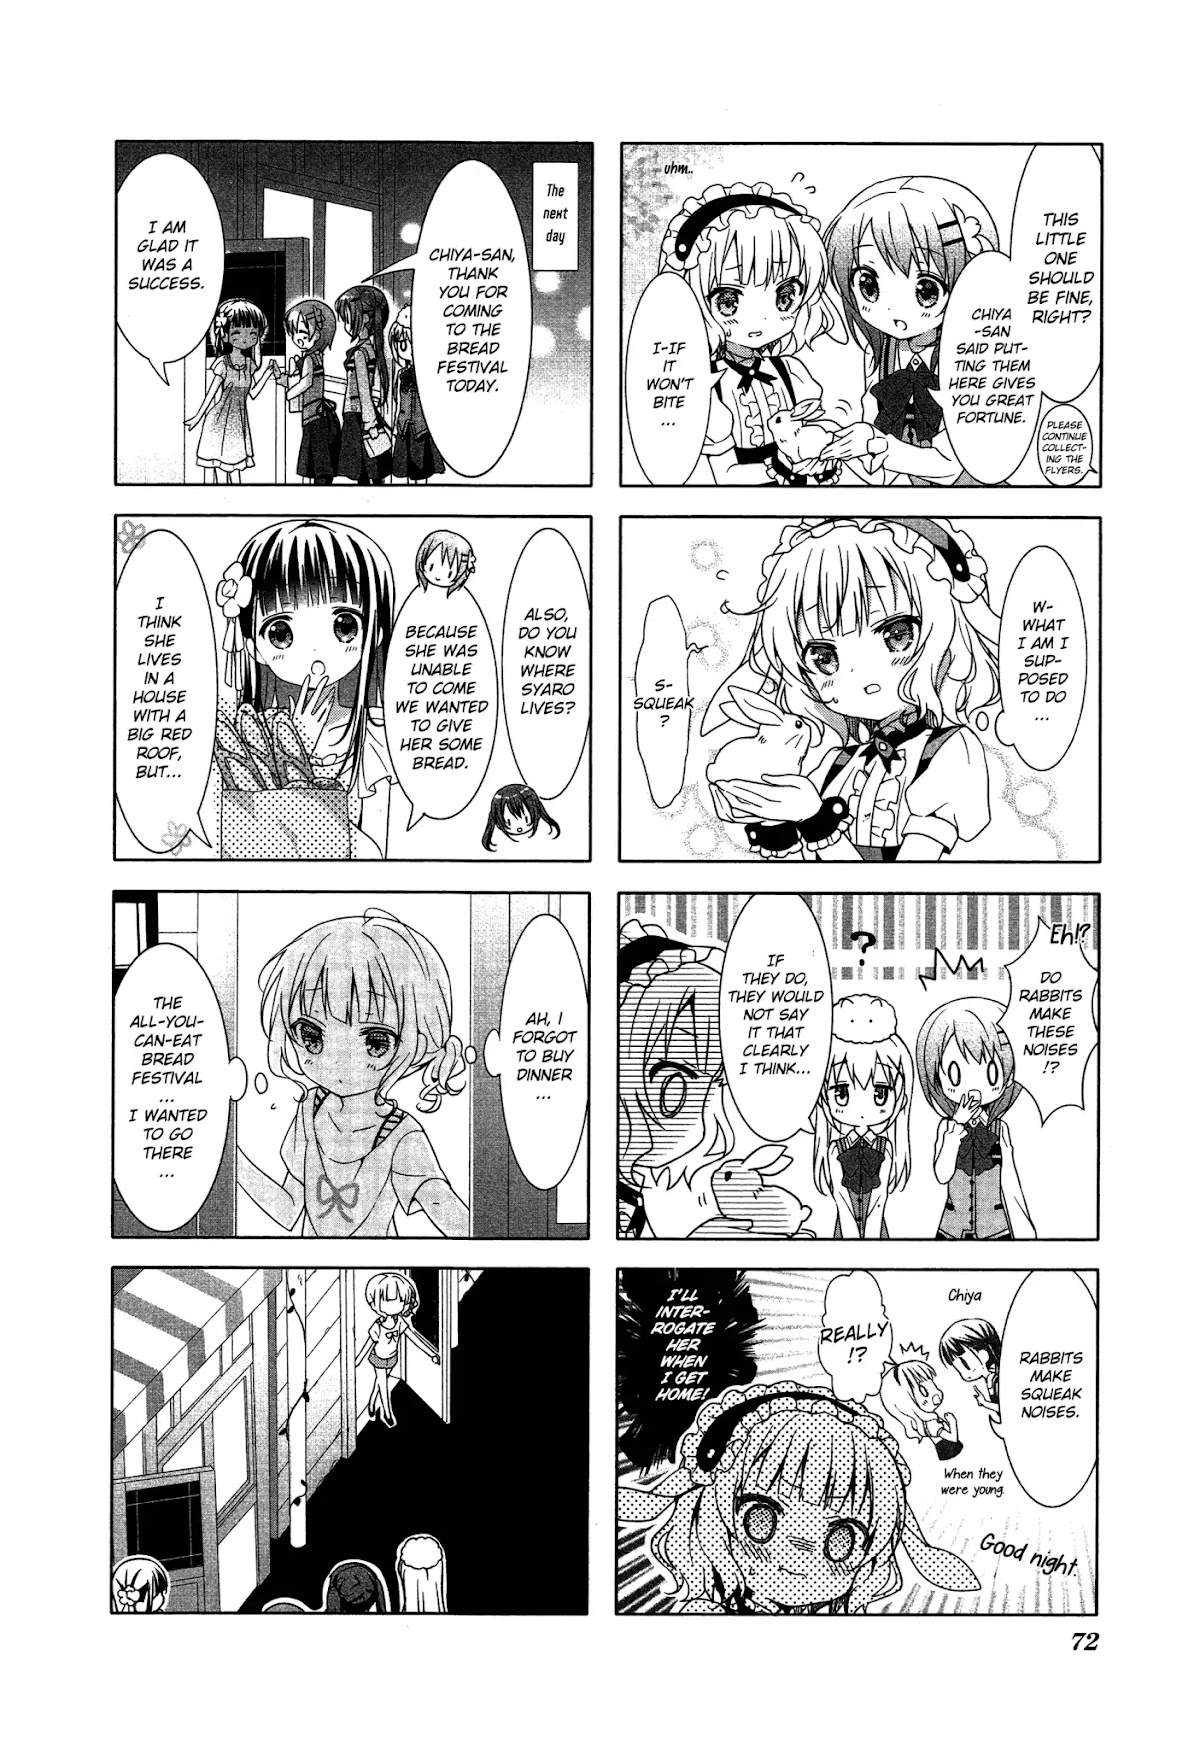 THIS
LITTLE
ONE
SHOULD
BE FINE,
RIGHT?
CHIYA
-SAN
SAID PUT-
TING THEM
HERE GIVES
YOU GREAT
FORTUNE.
PLEASE
CONTINUE
COLLECT-
ING THE
FLYERS.
uhm..
I-IF
IT
WON'T
BITE
...
W-
WHAT
I AM I
SUP-
POSED
TO DO
...
S-
SQUEAK
?
Eh!?
DO
RABBITS
MAKE
THESE
NOISES
!?
?
IF
THEY DO,
THEY WOULD
NOT SAY
IT THAT
CLEARLY
I THINK...
RABBITS
MAKE
SQUEAK
NOISES.
Chiya
REALLY
!?
When they
were young.
I'LL
INTER-
ROGATE
HER
WHEN
I GET
HOME!
Good night.
The
next
day
CHIYA-SAN,
THANK
YOU FOR
COMING
TO THE
BREAD
FESTIVAL
TODAY.
I AM
GLAD IT
WAS A
SUCCESS.
ALSO,
DO YOU
KNOW
WHERE
SYARO
LIVES?
BECAUSE
SHE WAS
UNABLE
TO COME
WE WANTED
TO GIVE
HER SOME
BREAD.
I
THINK
SHE
LIVES
IN A
HOUSE
WITH A
BIG RED
ROOF,
BUT...
AH, I
FORGOT
TO BUY
DINNER
...
THE
ALL-YOU-
CAN-EAT
BREAD
FESTIVAL
...
I WANTED
TO GO
THERE
...
72